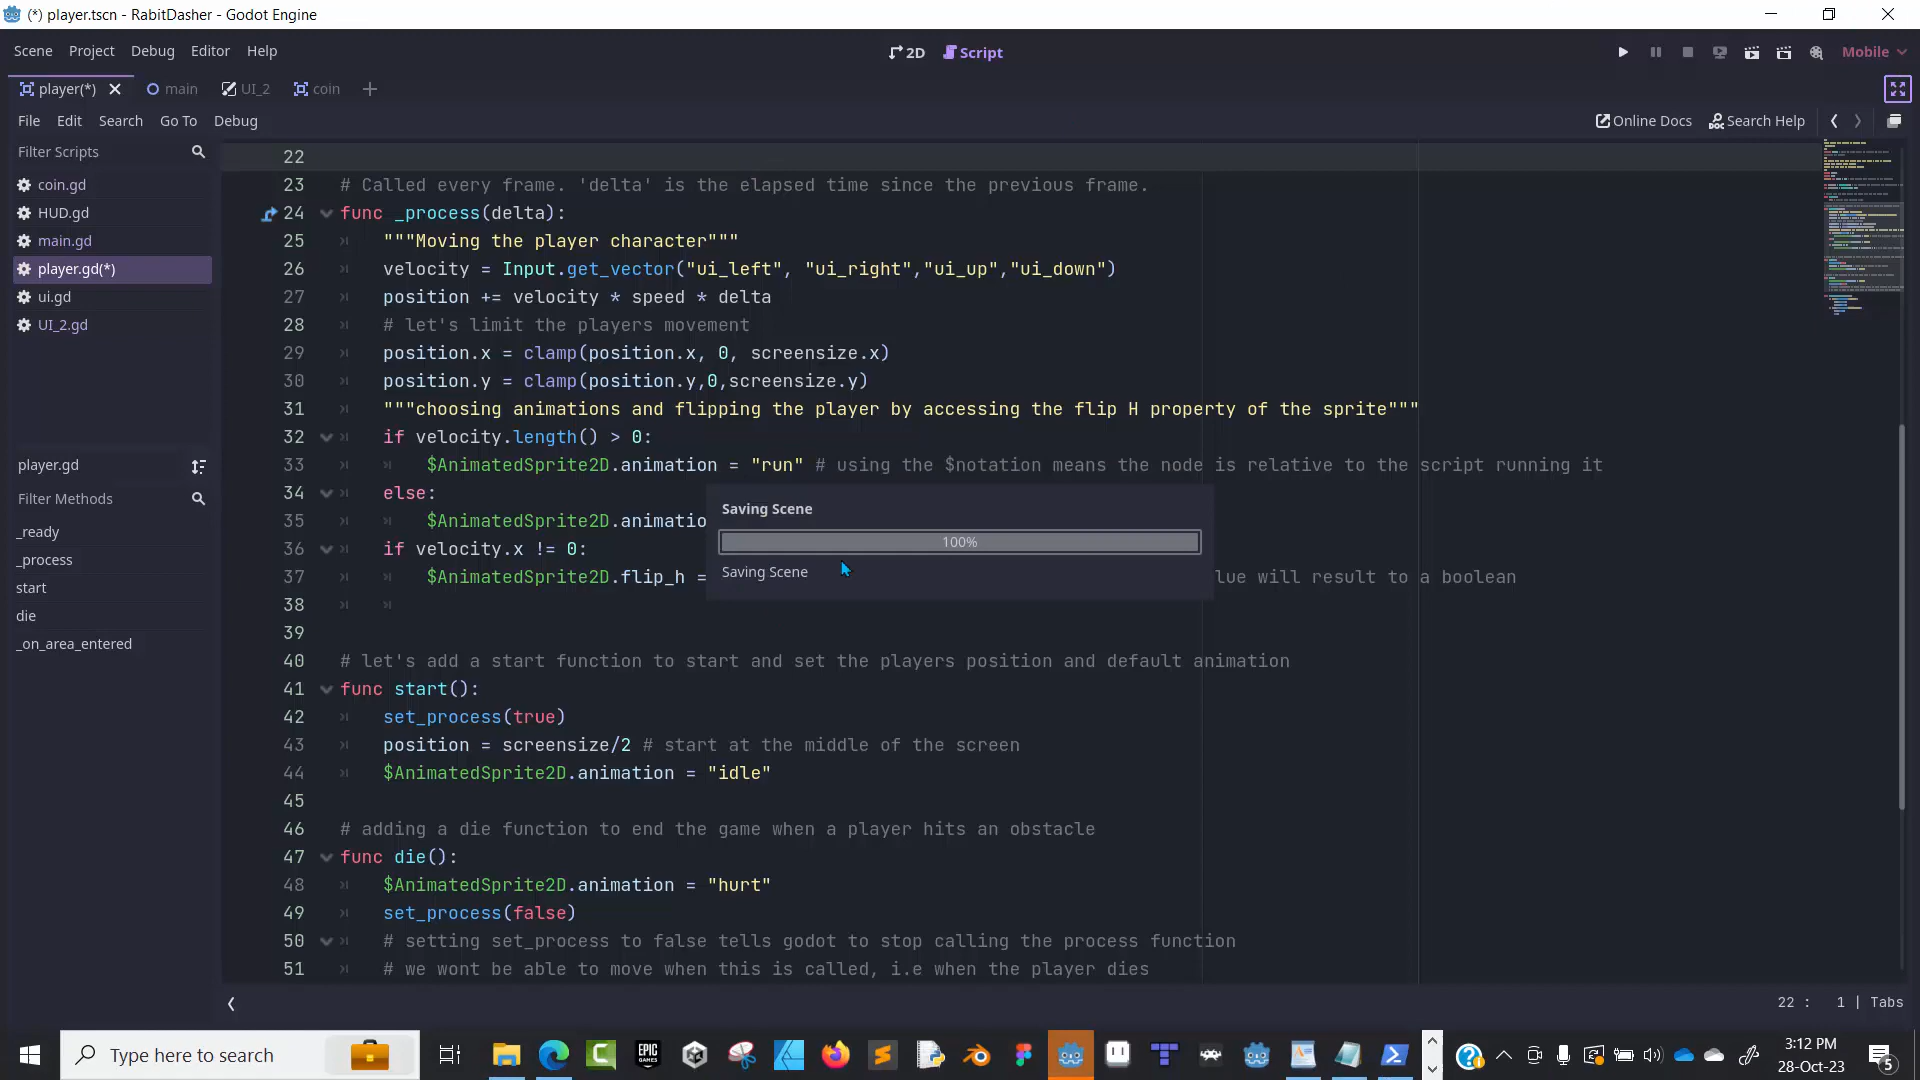 (*) player.tscn - RabitDasher - Godot Engine
Scene Project Debug Editor Help
2D Script
Mobile
player(*) main UI_2 coin
File Edit Search Go To Debug
Online Docs Search Help
Filter Scripts
coin.gd
HUD.gd
main.gd
player.gd(*)
ui.gd
UI_2.gd
player.gd
Filter Methods
_ready
_process
start
die
_on_area_entered
22
23 # Called every frame. 'delta' is the elapsed time since the previous frame.
24 func _process(delta):
25 """Moving the player character"""
26 velocity = Input.get_vector("ui_left", "ui_right","ui_up","ui_down")
27 position += velocity * speed * delta
28 # let's limit the players movement
29 position.x = clamp(position.x, 0, screensize.x)
30 position.y = clamp(position.y,0,screensize.y)
31 """choosing animations and flipping the player by accessing the flip H property of the sprite"""
32 if velocity.length() > 0:
33 $AnimatedSprite2D.animation = "run" # using the $notation means the node is relative to the script running it
34 else:
35 $AnimatedSprite2D.animatio
36 if velocity.x != 0:
37 $AnimatedSprite2D.flip_h = lue will result to a boolean
38
39
40 # let's add a start function to start and set the players position and default animation
41 func start():
42 set_process(true)
43 position = screensize/2 # start at the middle of the screen
44 $AnimatedSprite2D.animation = "idle"
45
46 # adding a die function to end the game when a player hits an obstacle
47 func die():
48 $AnimatedSprite2D.animation = "hurt"
49 set_process(false)
50 # setting set_process to false tells godot to stop calling the process function
51 # we wont be able to move when this is called, i.e when the player dies
Saving Scene
100%
Saving Scene
22 : 1 | Tabs
Type here to search
EPIC GAMES
3:12 PM
28-Oct-23
5